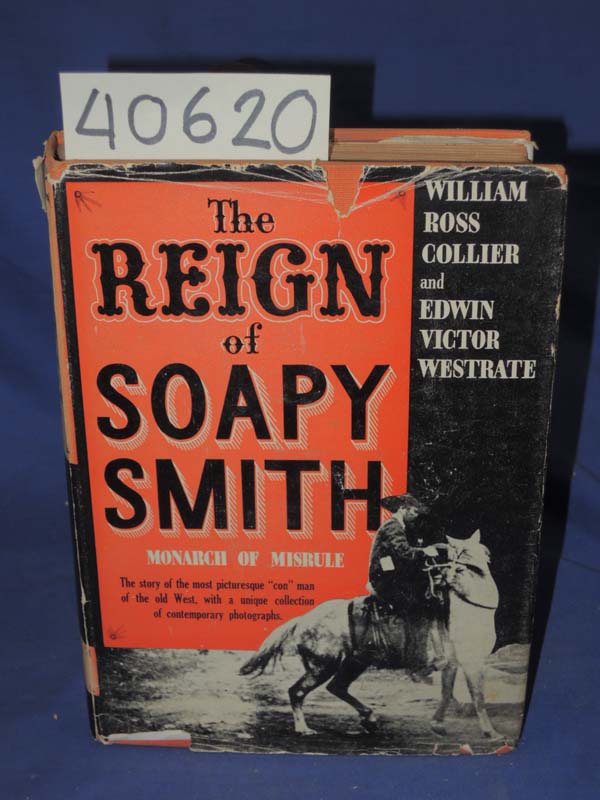 40620
The
REIGN
of
SOAPY
SMITH
MONARCH OF MISRULE
The story of the most picturesque "con" man
of the old West, with a unique collection
of contemporary photographs.
WILLIAM
ROSS
COLLIER
and
EDWIN
VICTOR
WESTRATE